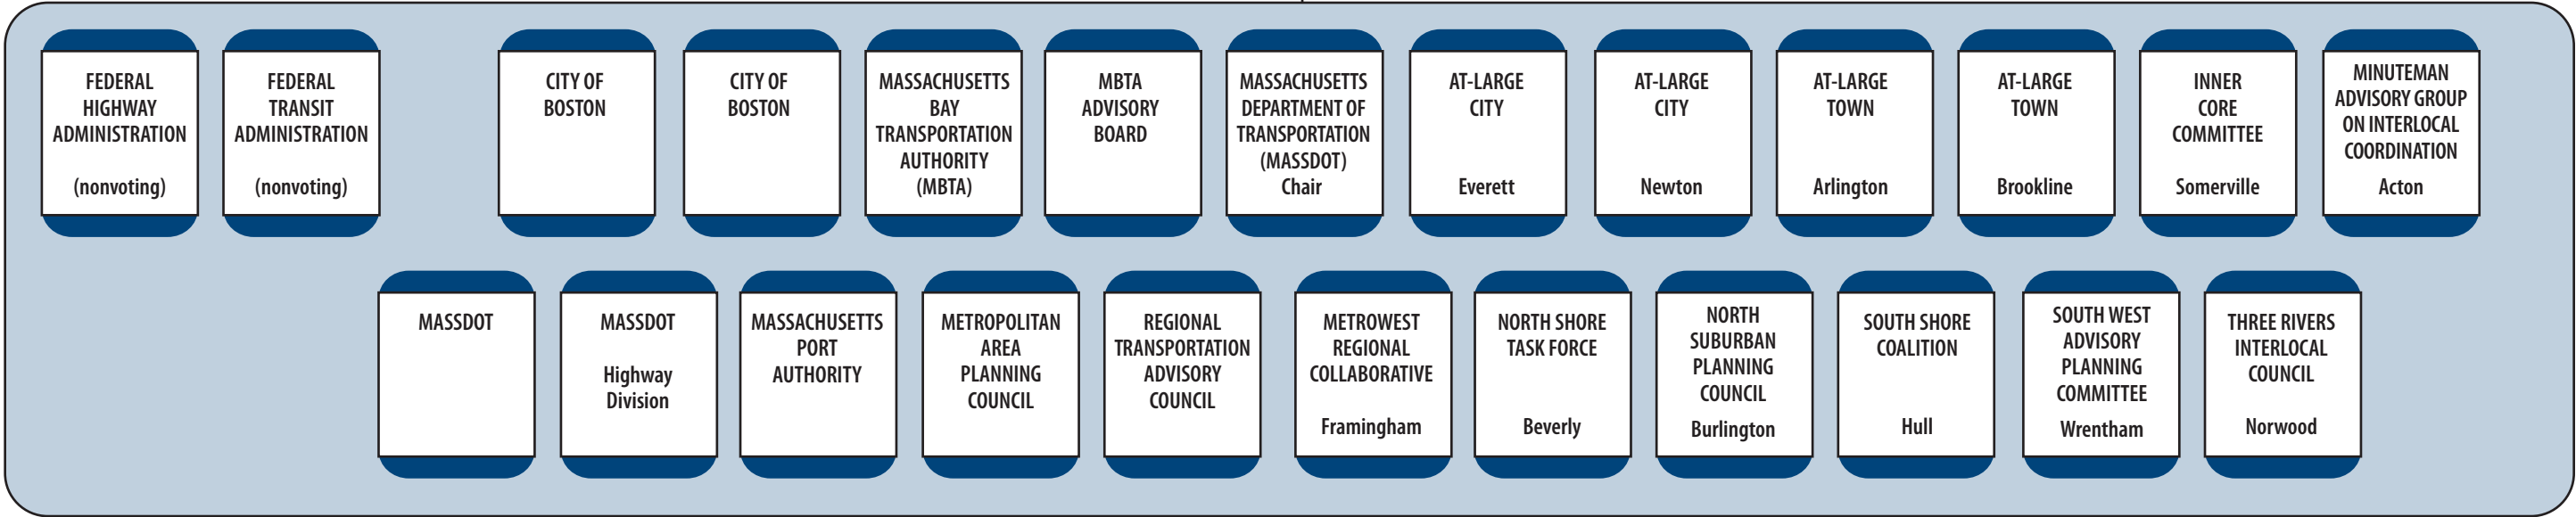 FEDERAL
HIGHWAY
ADMINISTRATION
(nonvoting)
FEDERAL
TRANSIT
ADMINISTRATION
(nonvoting)
CITY OF
BOSTON
CITY OF
BOSTON
MASSACHUSETTS
BAY
TRANSPORTATION
AUTHORITY
(MBTA)
MBTA
ADVISORY
BOARD
MASSACHUSETTS
DEPARTMENT OF
TRANSPORTATION
(MASSDOT)
Chair
AT-LARGE
CITY
Everett
AT-LARGE
CITY
Newton
AT-LARGE
TOWN
Arlington
AT-LARGE
TOWN
Brookline
INNER
CORE
COMMITTEE
Somerville
MINUTEMAN
ADVISORY GROUP
ON INTERLOCAL
COORDINATION
Acton
MASSDOT
MASSDOT
Highway
Division
MASSACHUSETTS
PORT
AUTHORITY
METROPOLITAN
AREA
PLANNING
COUNCIL
REGIONAL
TRANSPORTATION
ADVISORY
COUNCIL
METROWEST
REGIONAL
COLLABORATIVE
Framingham
NORTH SHORE
TASK FORCE
Beverly
NORTH
SUBURBAN
PLANNING
COUNCIL
Burlington
SOUTH SHORE
COALITION
Hull
SOUTH WEST
ADVISORY
PLANNING
COMMITTEE
Wrentham
THREE RIVERS
INTERLOCAL
COUNCIL
Norwood